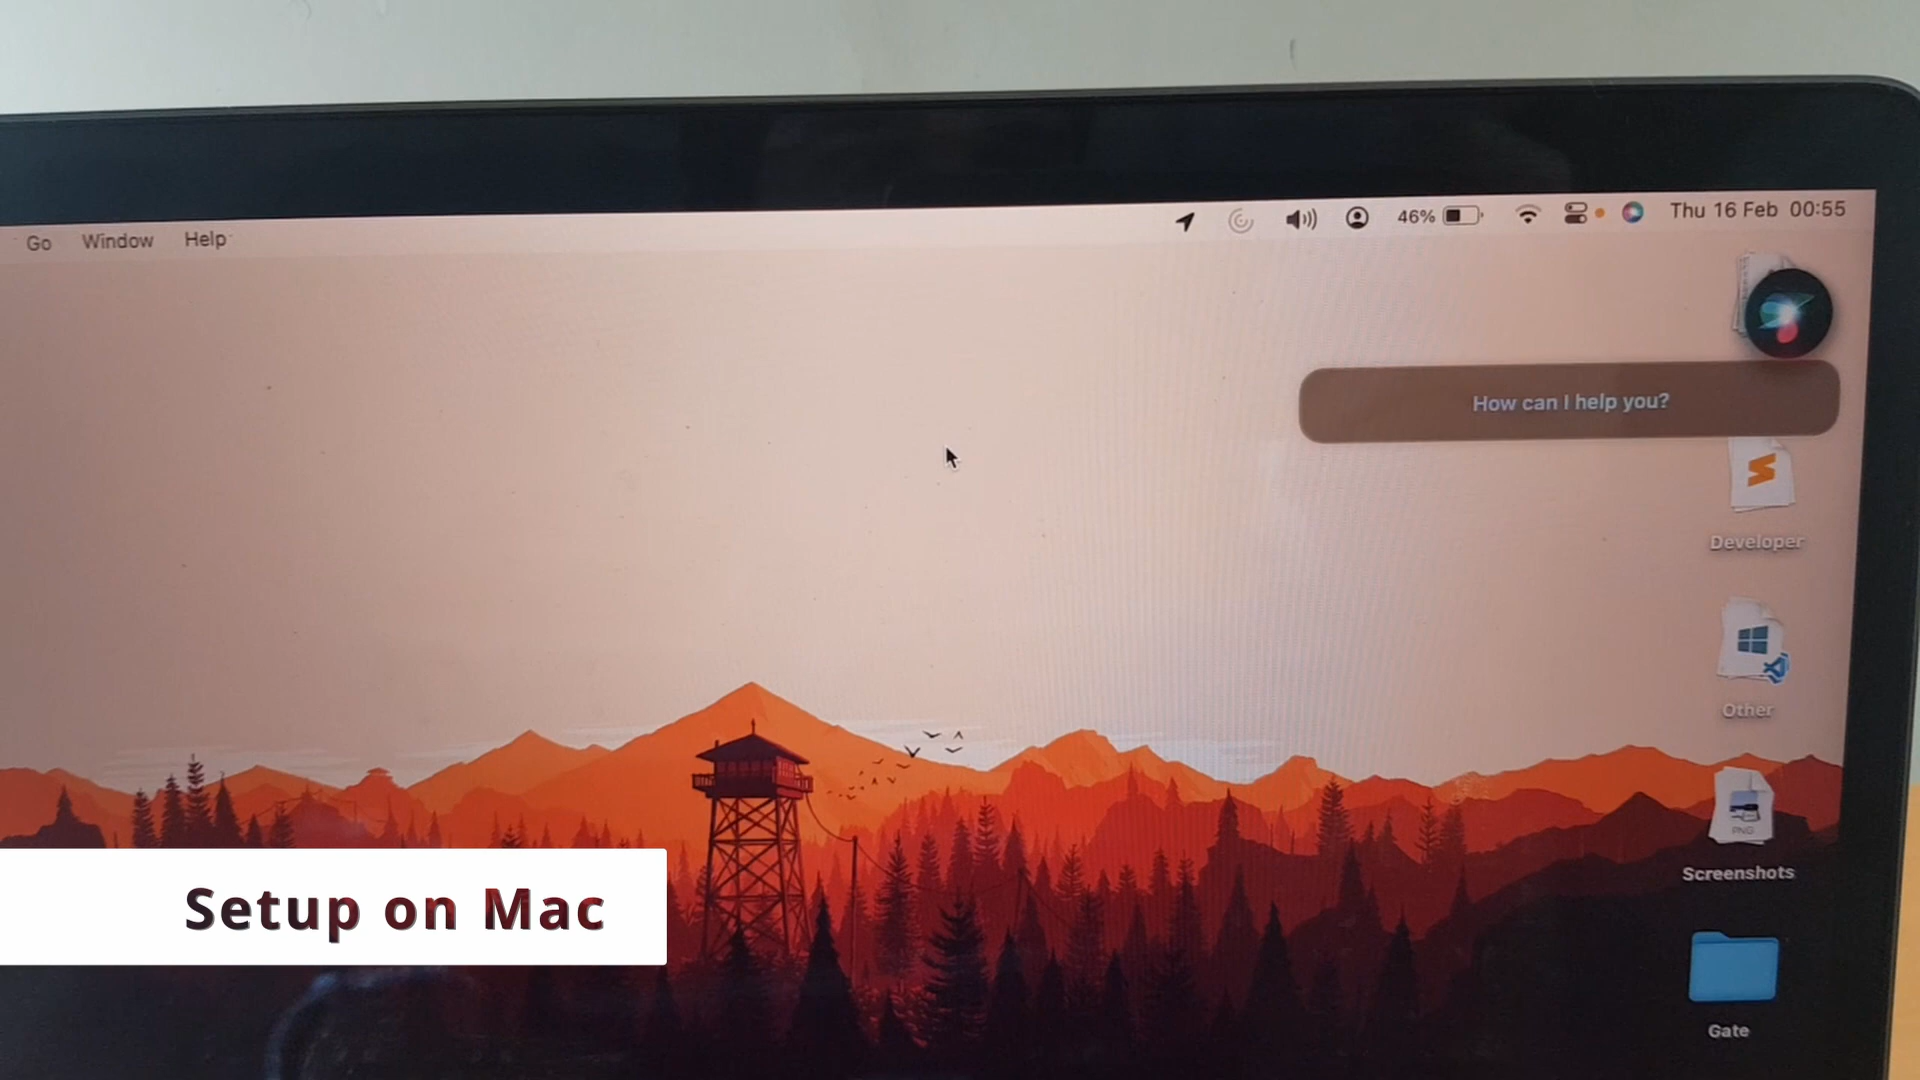 Go Window Help
46%
Thu 16 Feb 00:55
How can I help you?
Developer
Other
PNG
Screenshots
Gate
Setup on Mac